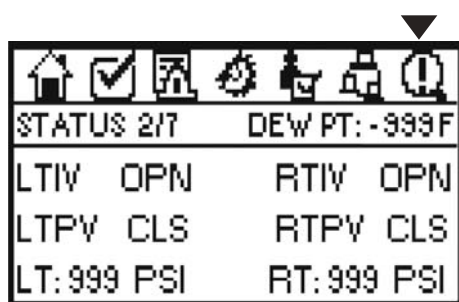 STATUS 2/7 DEW PT: -999F
LTIV OPN RTIV OPN
LTPV CLS RTPV CLS
LT: 999 PSI RT: 999 PSI